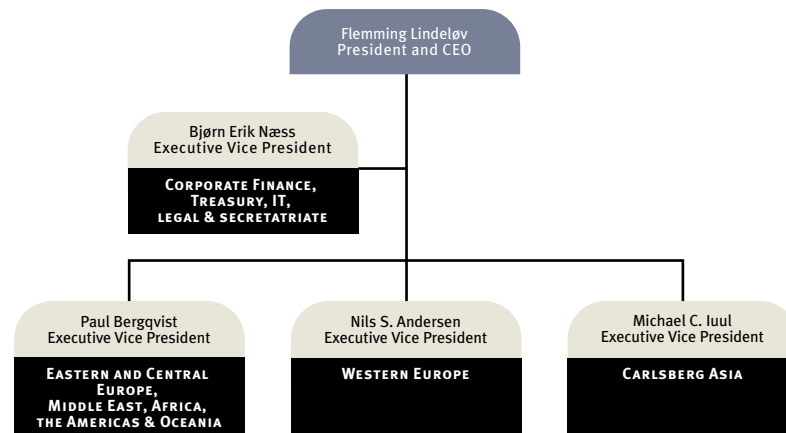 Flemming Lindeløv
President and CEO
Bjørn Erik Næss
Executive Vice President
CORPORATE FINANCE,
TREASURY, IT,
LEGAL & SECRETATRIATE
Paul Bergqvist
Executive Vice President
EASTERN AND CENTRAL
EUROPE,
MIDDLE EAST, AFRICA,
THE AMERICAS & OCEANIA
Nils S. Andersen
Executive Vice President
WESTERN EUROPE
Michael C. Iuul
Executive Vice President
CARLSBERG ASIA